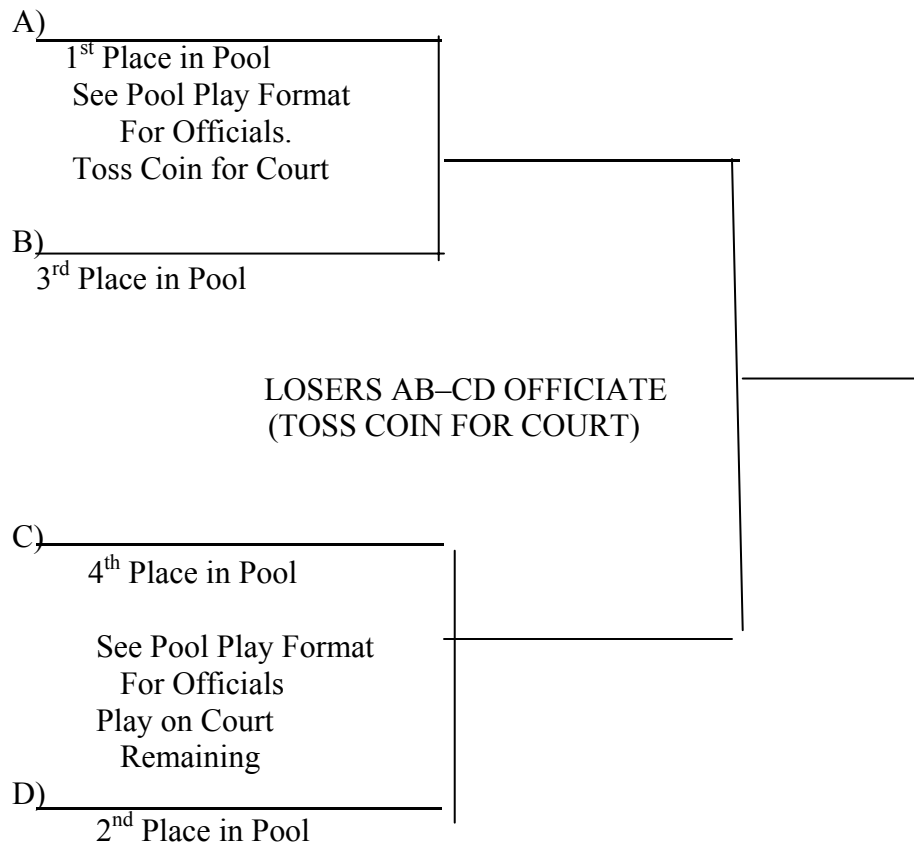 A)
1st Place in Pool
See Pool Play Format
For Officials.
Toss Coin for Court
B)
3rd Place in Pool
LOSERS AB–CD OFFICIATE
(TOSS COIN FOR COURT)
C)
4th Place in Pool
See Pool Play Format
For Officials
Play on Court
Remaining
D)
2nd Place in Pool